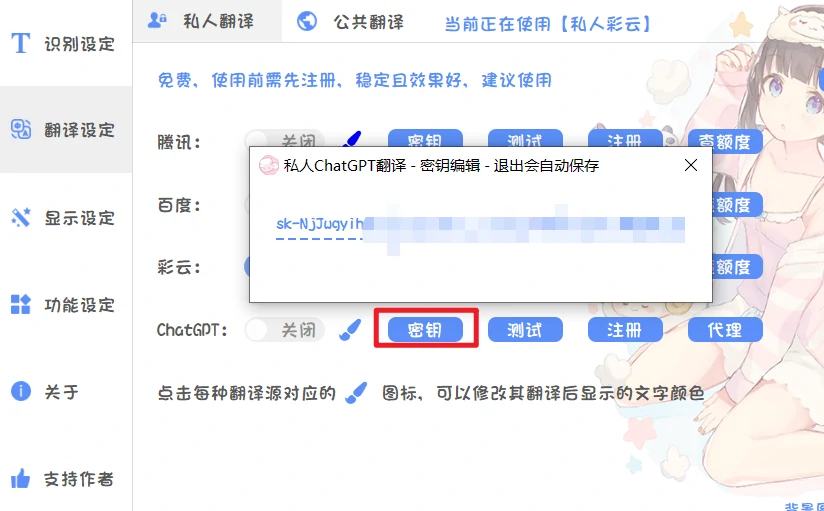 识别设定
翻译设定
显示设定
功能设定
关于
支持作者
私人翻译
公共翻译
当前正在使用【私人彩云】
免费，使用前需先注册，稳定且效果好，建议使用
腾讯：
关闭
密钥
测试
注册
查额度
私人ChatGPT翻译 - 密钥编辑 - 退出会自动保存
sk-NjJuqyih
百度：
额度
彩云：
额度
ChatGPT：
关闭
密钥
测试
注册
代理
点击每种翻译源对应的 图标，可以修改其翻译后显示的文字颜色